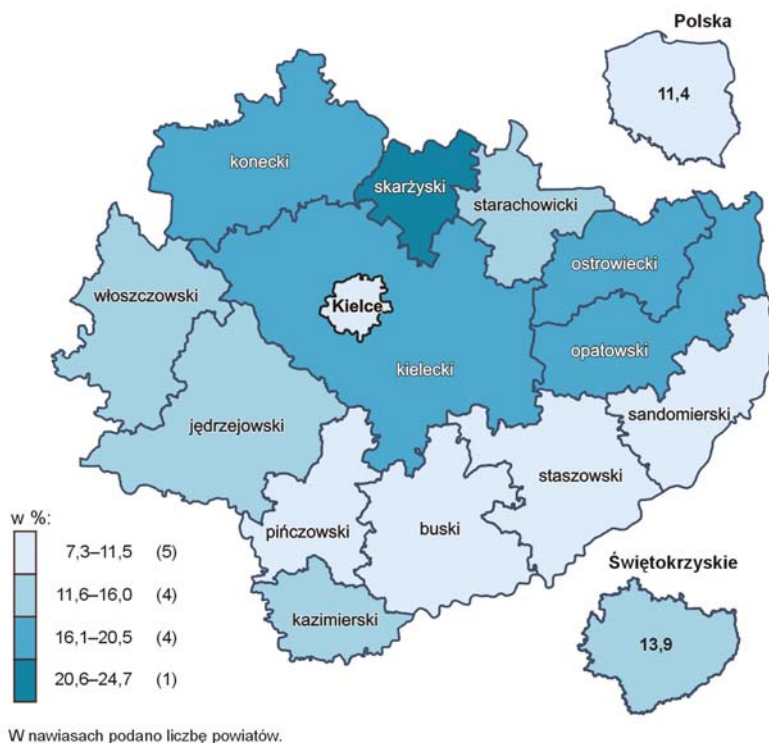 Polska
11,4
konecki
skarżyski
starachowicki
ostrowiecki
włoszczowski
Kielce
opatowski
kielecki
sandomierski
jędrzejowski
staszowski
w %:
pińczowski
buski
7,3–11,5 (5)
11,6–16,0 (4)
16,1–20,5 (4)
20,6–24,7 (1)
Świętokrzyskie
kazimierski
13,9
W nawiasach podano liczbę powiatów.